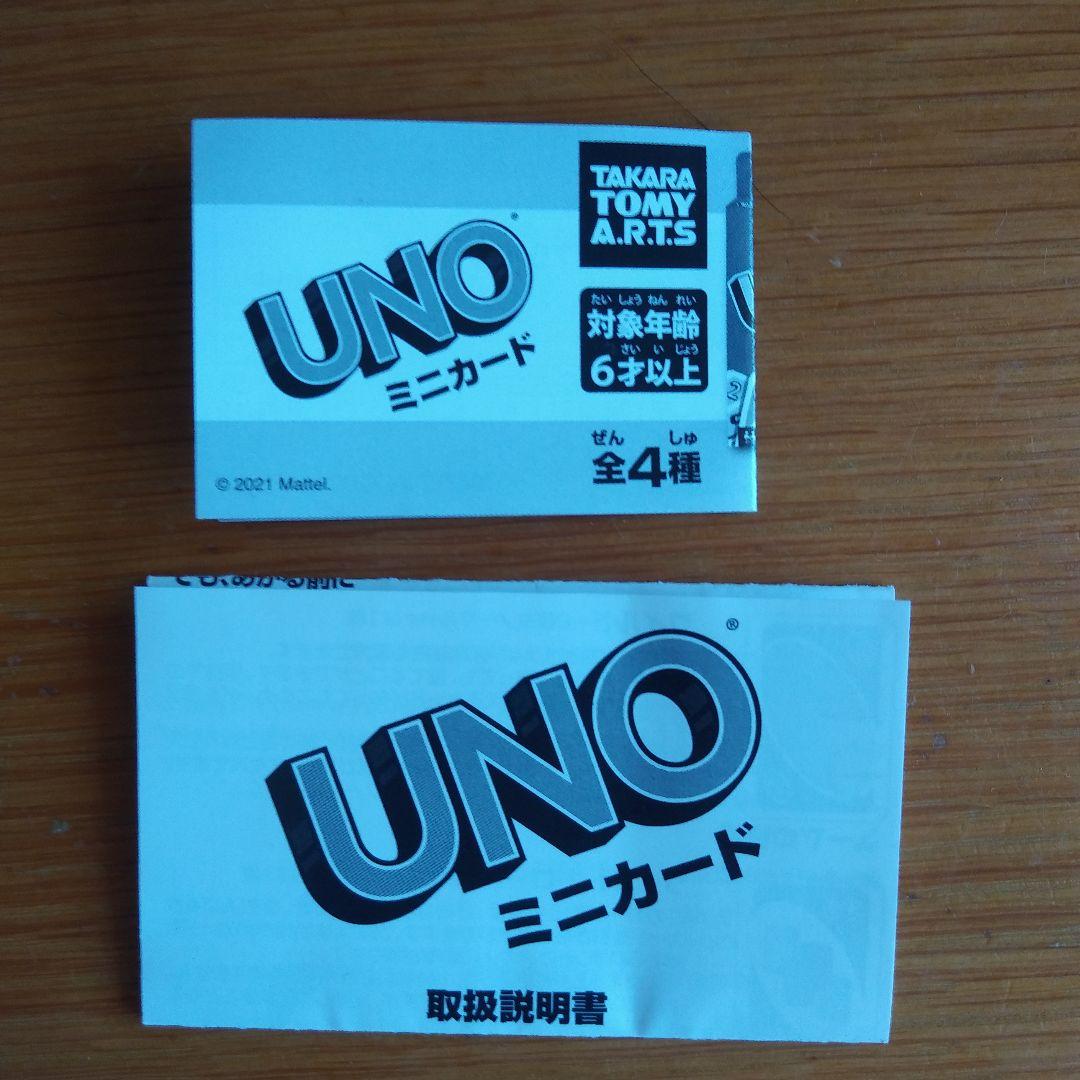 TAKARA
TOMY
A.R.T.S
UNO
ミニカード
たいしょうねんれい
対象年齢
さいいじょう
6才以上
ぜん しゅ
全4種
© 2021 Mattel.
UNO®
ミニカード
取扱説明書